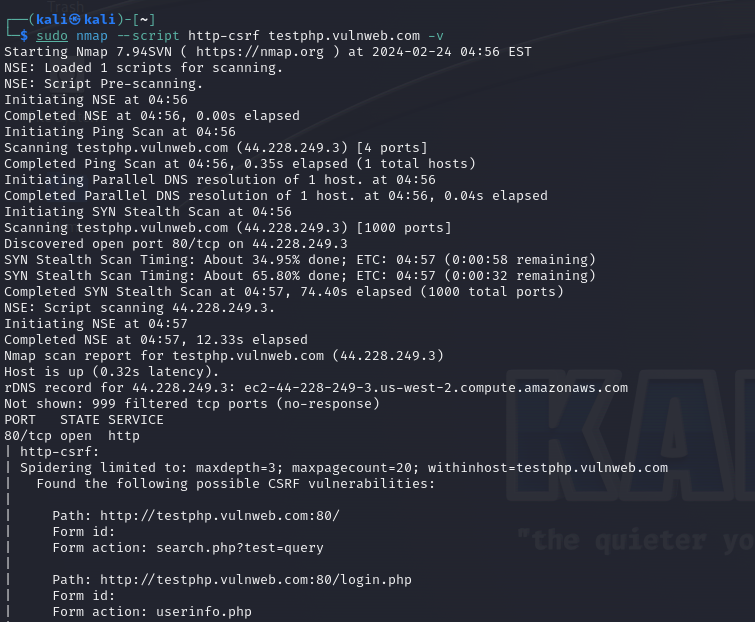 Trash
┌──(kali㉿kali)-[~]
└─$ sudo nmap --script http-csrf testphp.vulnweb.com -v
Starting Nmap 7.94SVN ( https://nmap.org ) at 2024-02-24 04:56 EST
NSE: Loaded 1 scripts for scanning.
NSE: Script Pre-scanning.
Initiating NSE at 04:56
Completed NSE at 04:56, 0.00s elapsed
Initiating Ping Scan at 04:56
Scanning testphp.vulnweb.com (44.228.249.3) [4 ports]
Completed Ping Scan at 04:56, 0.35s elapsed (1 total hosts)
Initiating Parallel DNS resolution of 1 host. at 04:56
Completed Parallel DNS resolution of 1 host. at 04:56, 0.04s elapsed
Initiating SYN Stealth Scan at 04:56
Scanning testphp.vulnweb.com (44.228.249.3) [1000 ports]
Discovered open port 80/tcp on 44.228.249.3
SYN Stealth Scan Timing: About 34.95% done; ETC: 04:57 (0:00:58 remaining)
SYN Stealth Scan Timing: About 65.80% done; ETC: 04:57 (0:00:32 remaining)
Completed SYN Stealth Scan at 04:57, 74.40s elapsed (1000 total ports)
NSE: Script scanning 44.228.249.3.
Initiating NSE at 04:57
Completed NSE at 04:57, 12.33s elapsed
Nmap scan report for testphp.vulnweb.com (44.228.249.3)
Host is up (0.32s latency).
rDNS record for 44.228.249.3: ec2-44-228-249-3.us-west-2.compute.amazonaws.com
Not shown: 999 filtered tcp ports (no-response)
PORT   STATE SERVICE
80/tcp open  http
| http-csrf:
| Spidering limited to: maxdepth=3; maxpagecount=20; withinhost=testphp.vulnweb.com
|   Found the following possible CSRF vulnerabilities:
|
|     Path: http://testphp.vulnweb.com:80/
|     Form id:
|     Form action: search.php?test=query
|
|     Path: http://testphp.vulnweb.com:80/login.php
|     Form id:
|     Form action: userinfo.php
KA
"the quieter yo